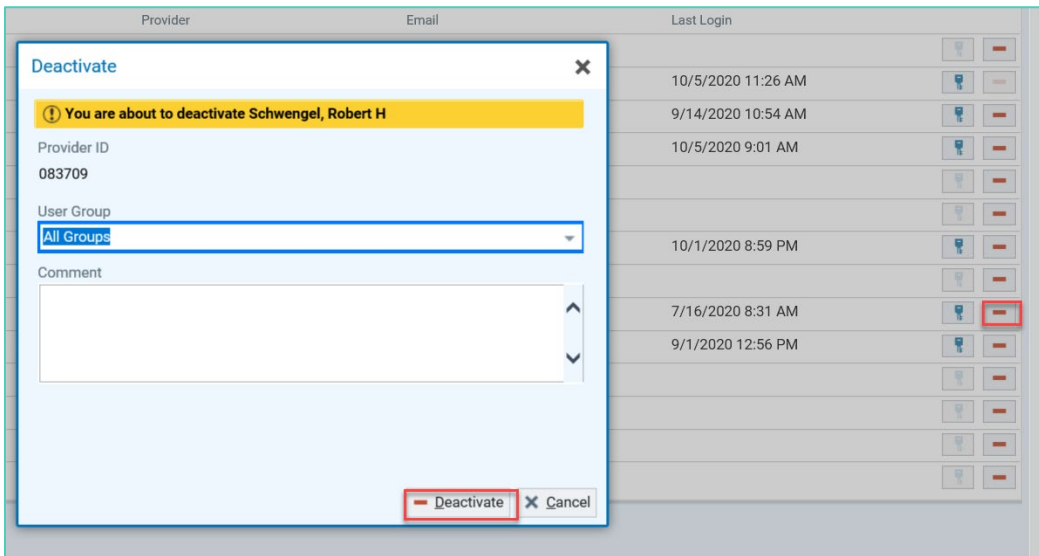 Provider Email Last Login
Deactivate
10/5/2020 11:26 AM
You are about to deactivate Schwengel, Robert H
9/14/2020 10:54 AM
Provider ID
10/5/2020 9:01 AM
083709
User Group
All Groups
10/1/2020 8:59 PM
Comment
7/16/2020 8:31 AM
9/1/2020 12:56 PM
Deactivate Cancel